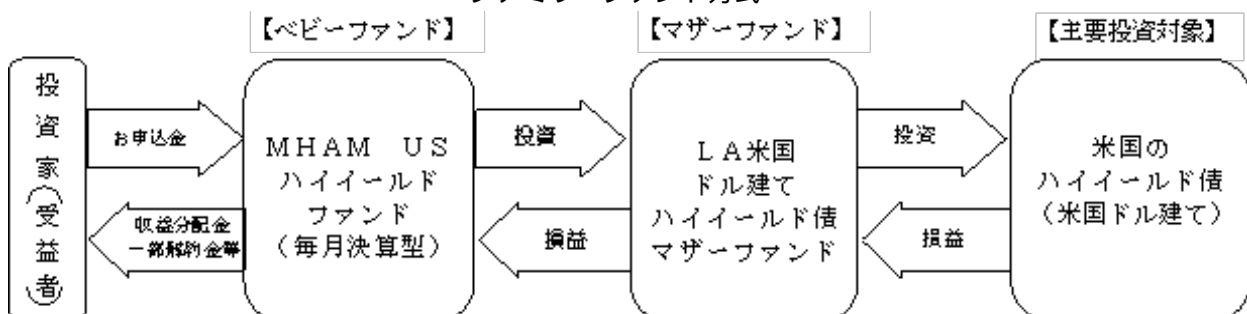 【ベビーファンド】
【マザーファンド】
【主要投資対象】
投資家（受益者）
お申込金
収益分配金
一部解約金等
ＭＨＡＭ　ＵＳ
ハイイールド
ファンド
（毎月決算型）
投資
損益
ＬＡ米国
ドル建て
ハイイールド債
マザーファンド
投資
損益
米国の
ハイイールド債
（米国ドル建て）